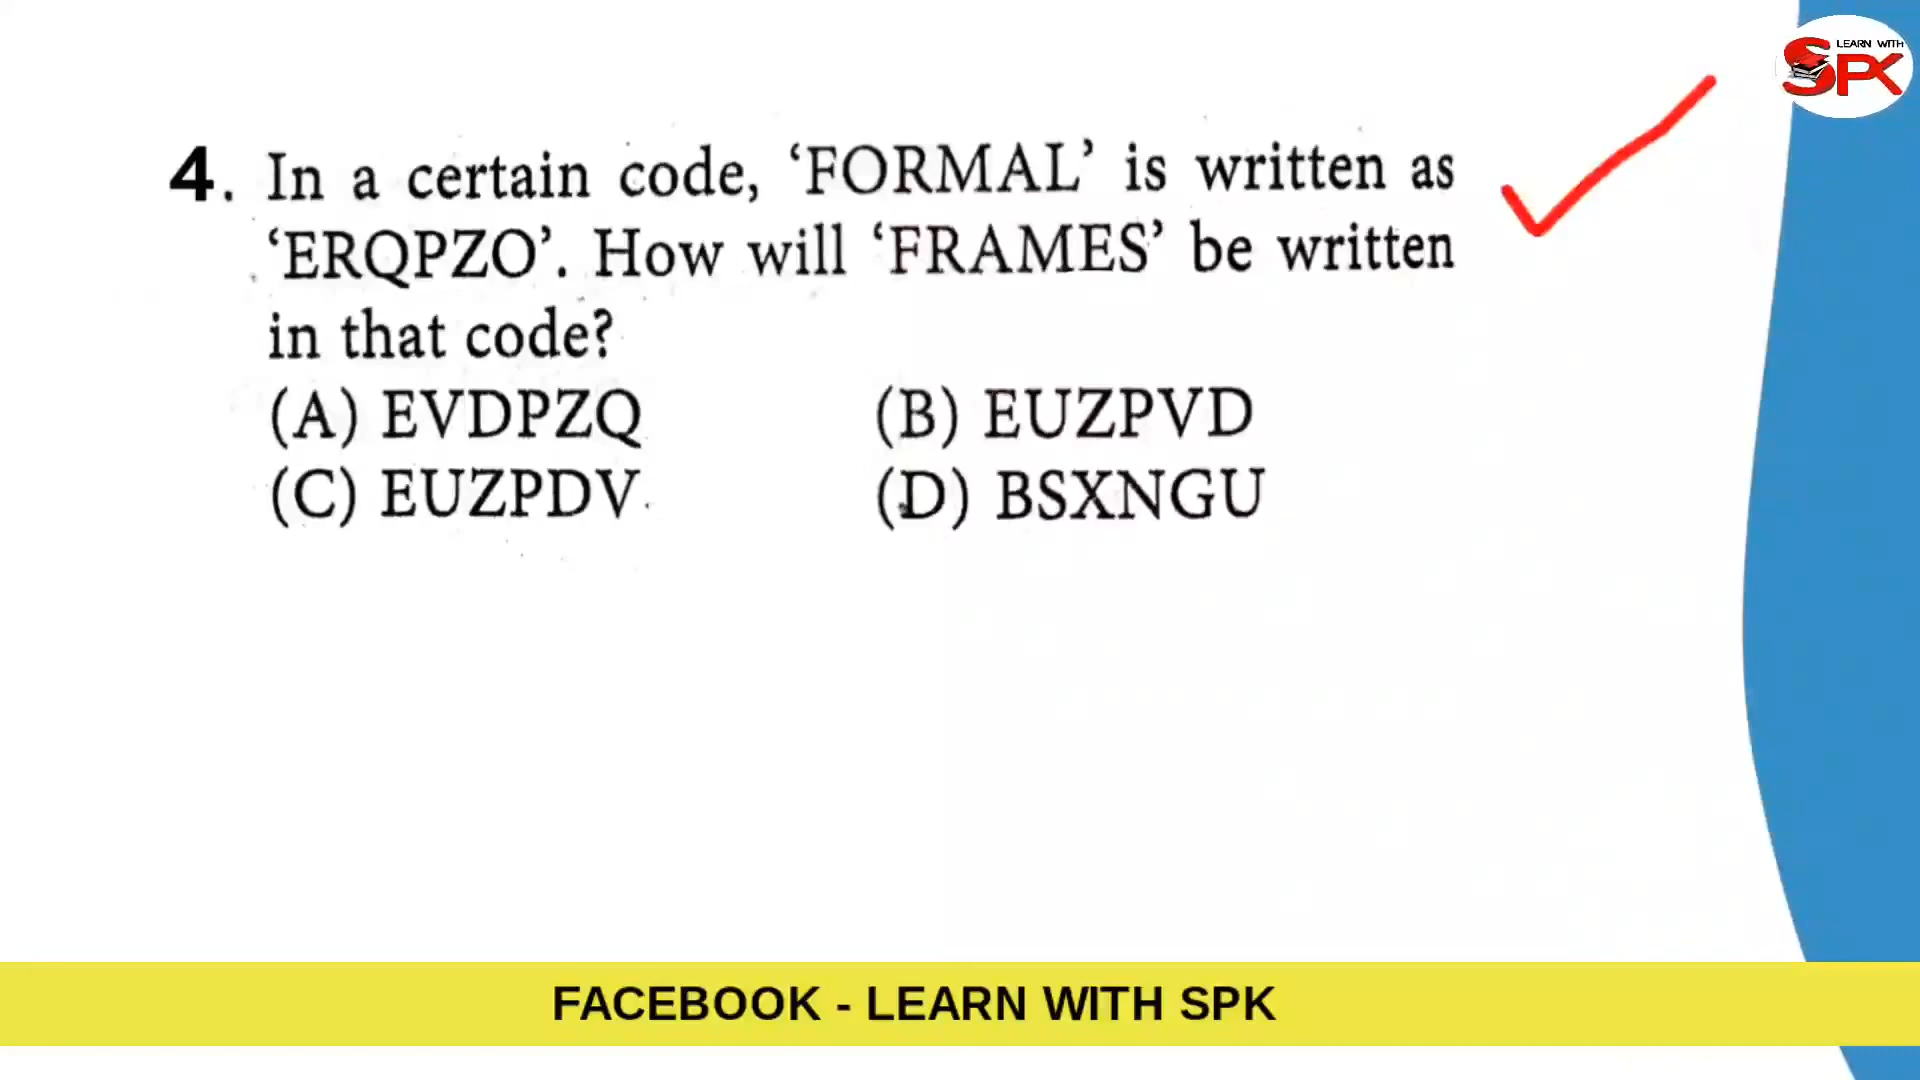 LEARN WITH
SPK
4. In a certain code, ‘FORMAL’ is written as
‘ERQPZO’. How will ‘FRAMES’ be written
in that code?
(A) EVDPZQ (B) EUZPVD
(C) EUZPDV (D) BSXNGU
FACEBOOK - LEARN WITH SPK